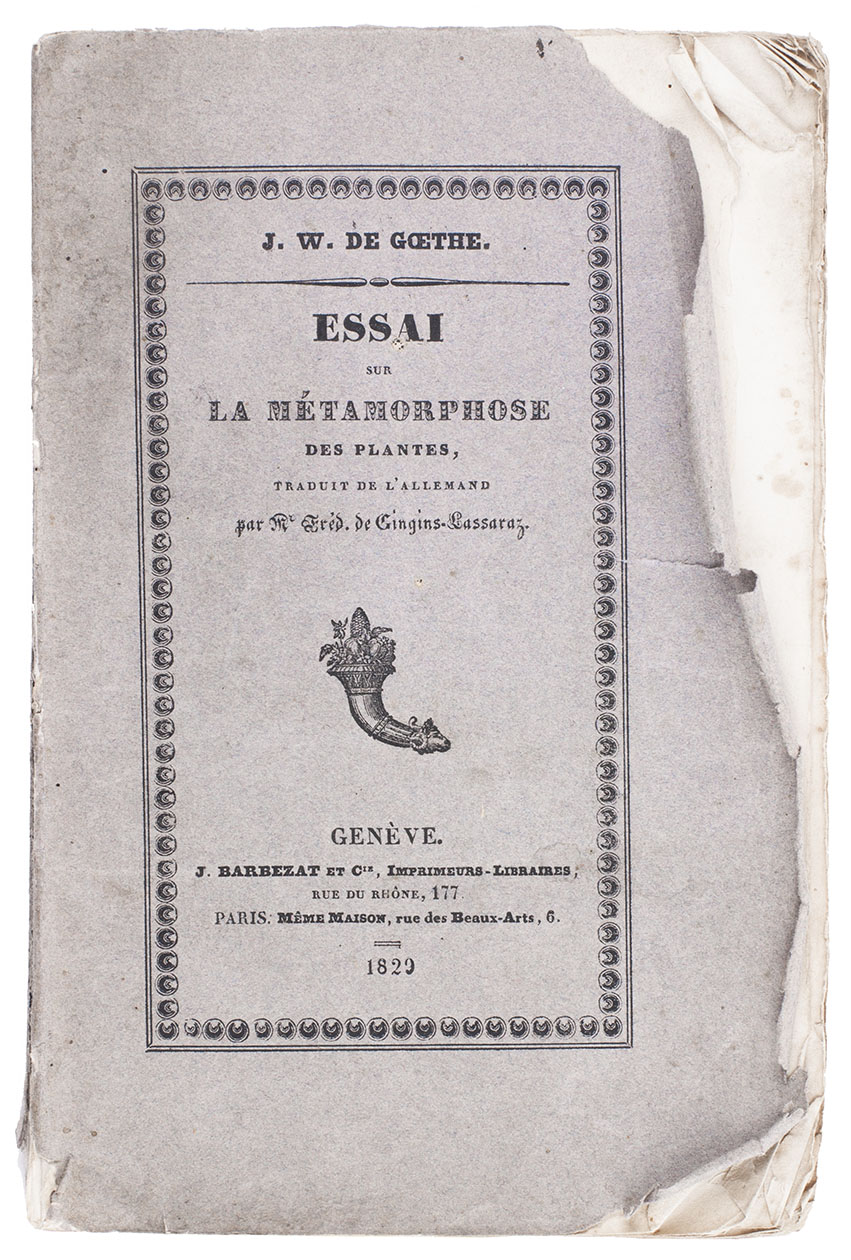 J. W. DE GŒTHE.
ESSAI
SUR
LA MÉTAMORPHOSE
DES PLANTES,
TRADUIT DE L'ALLEMAND
par Mr Fréd. de Gingins-Lassaraz.
GENÈVE.
J. BARBEZAT ET CIE, IMPRIMEURS-LIBRAIRES,
RUE DU RHÔNE, 177.
PARIS. MÊME MAISON, rue des Beaux-Arts, 6.
1829